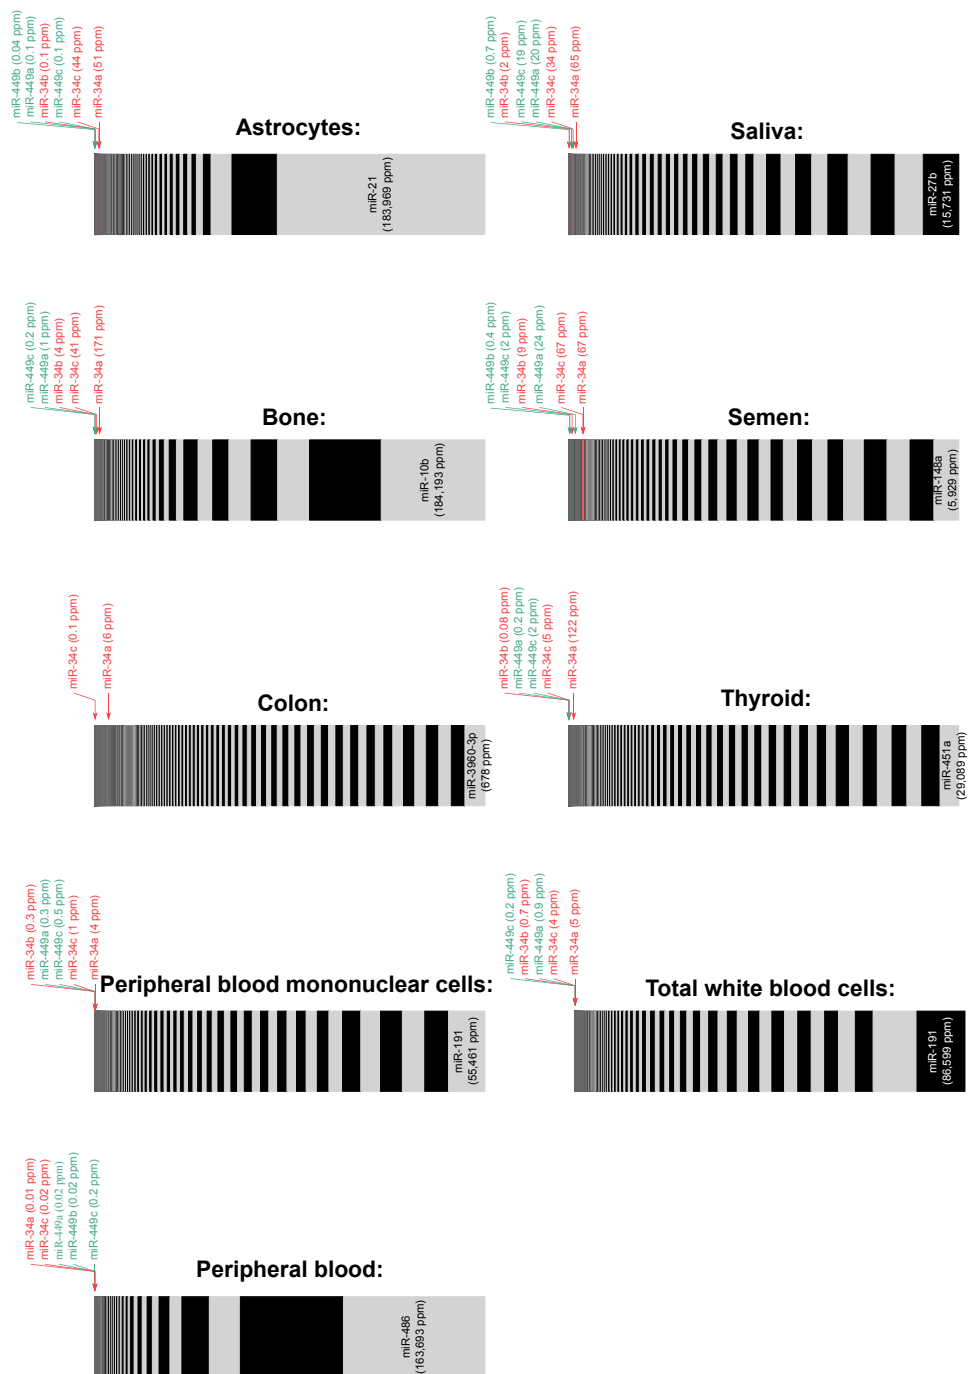 Astrocytes:
miR-449b (0.04 ppm)
miR-449a (0.1 ppm)
miR-34b (0.1 ppm)
miR-449c (0.1 ppm)
miR-34c (44 ppm)
miR-34a (51 ppm)
miR-21
(183,969 ppm)
Saliva:
miR-449b (0.7 ppm)
miR-34b (2 ppm)
miR-449c (19 ppm)
miR-449a (20 ppm)
miR-34c (34 ppm)
miR-34a (65 ppm)
miR-27b
(15,731 ppm)
Bone:
miR-449c (0.2 ppm)
miR-449a (1 ppm)
miR-34b (4 ppm)
miR-34c (41 ppm)
miR-34a (171 ppm)
miR-10b
(184,193 ppm)
Semen:
miR-449b (0.4 ppm)
miR-449c (2 ppm)
miR-34b (9 ppm)
miR-449a (24 ppm)
miR-34c (67 ppm)
miR-34a (67 ppm)
miR-148a
(5,929 ppm)
Colon:
miR-34c (0.1 ppm)
miR-34a (6 ppm)
miR-3960-3p
(678 ppm)
Thyroid:
miR-34b (0.08 ppm)
miR-449a (0.2 ppm)
miR-449c (2 ppm)
miR-34c (5 ppm)
miR-34a (122 ppm)
miR-451a
(29,089 ppm)
Peripheral blood mononuclear cells:
miR-34b (0.3 ppm)
miR-449a (0.3 ppm)
miR-449c (0.5 ppm)
miR-34c (1 ppm)
miR-34a (4 ppm)
miR-191
(55,461 ppm)
Total white blood cells:
miR-449c (0.2 ppm)
miR-34b (0.7 ppm)
miR-449a (0.9 ppm)
miR-34c (4 ppm)
miR-34a (5 ppm)
miR-191
(86,599 ppm)
Peripheral blood:
miR-34a (0.01 ppm)
miR-34c (0.02 ppm)
miR-449a (0.02 ppm)
miR-449b (0.02 ppm)
miR-449c (0.2 ppm)
miR-486
(163,693 ppm)